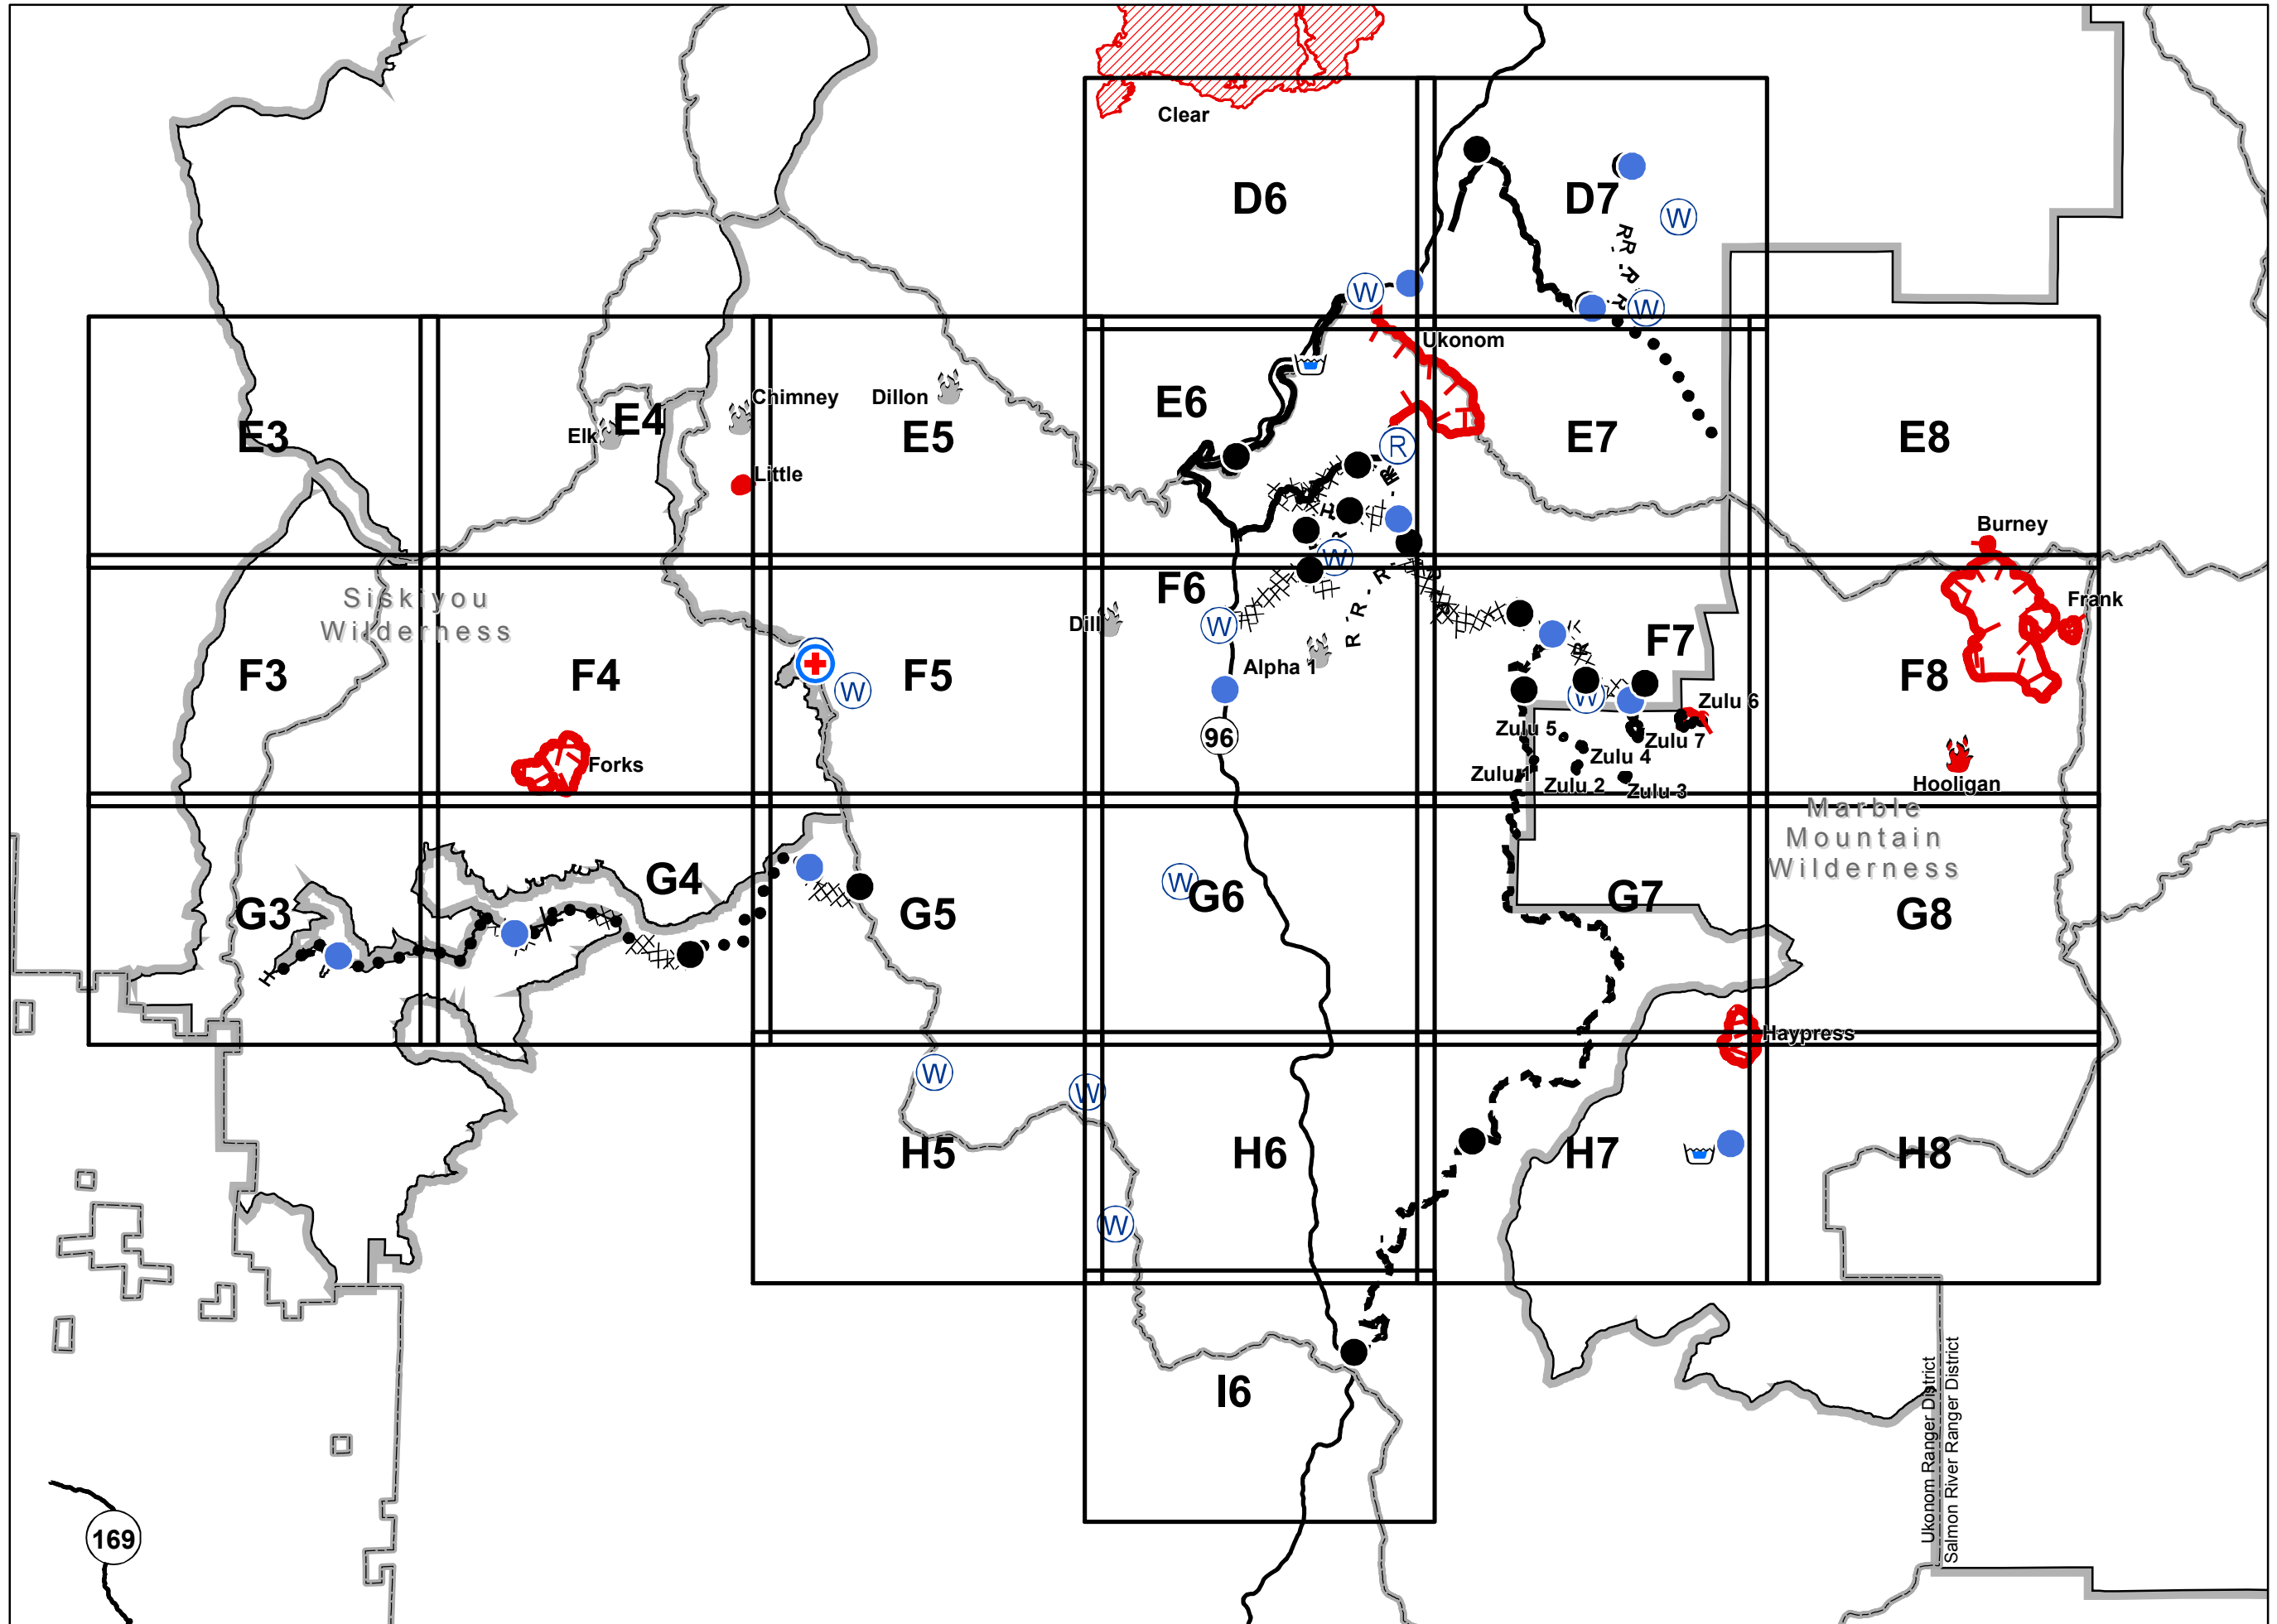 Clear
D6
D7
W
W
W
Ukonom
E3
Elk
E4
Chimney
Little
Dillon
E5
E6
R
E7
E8
Burney
Siskiyou
Wilderness
F3
F4
Forks
W
F5
Dill
F6
W
W
R
R
R
Alpha 1
96
F7
W
Zulu 6
Zulu 5
Zulu 7
Zulu 4
Zulu 1
Zulu 2
Zulu 3
Frank
F8
Hooligan
Marble
Mountain
Wilderness
G3
G4
G5
W
G6
G7
G8
Haypress
W
W
H5
W
H6
H7
H8
I6
Ukonom Ranger District
Salmon River Ranger District
169